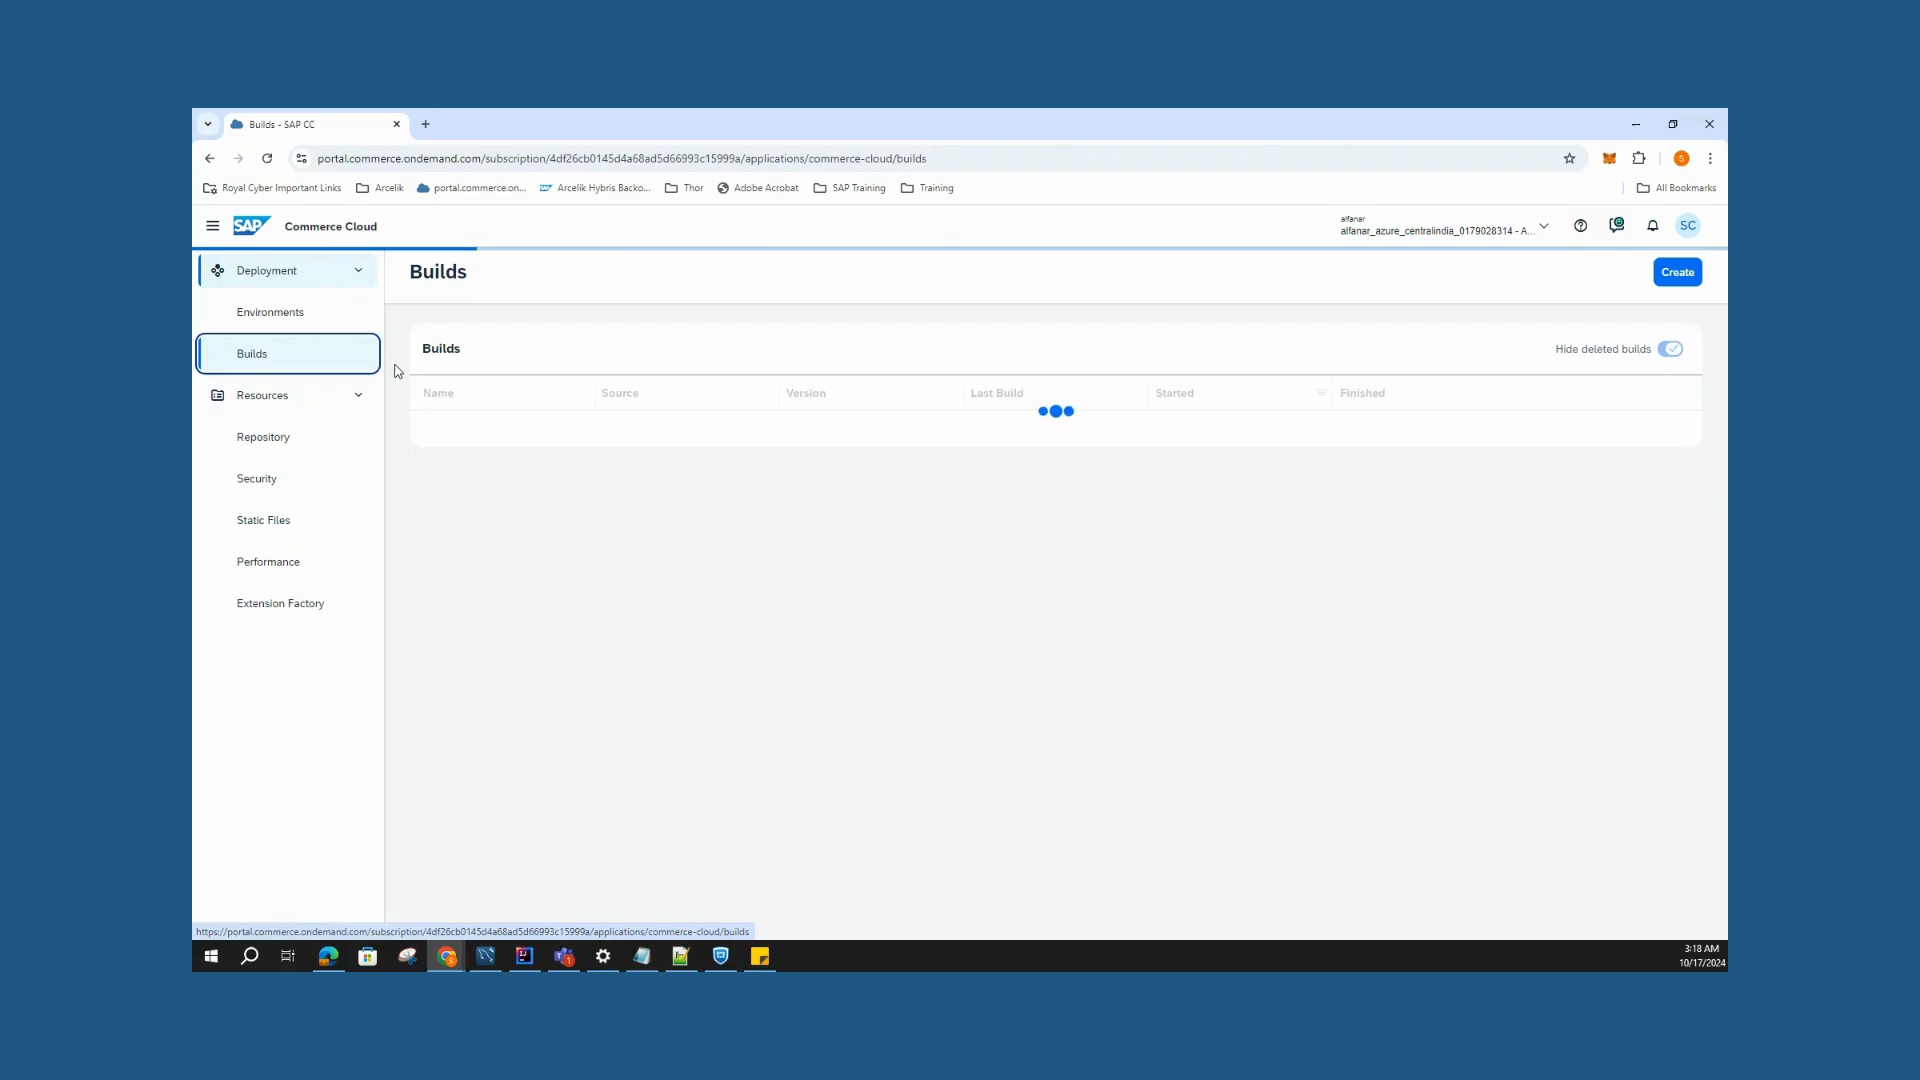 Builds - SAP CC
portal.commerce.ondemand.com/subscription/4df26cb0145d4a68ad5d66993c15999a/applications/commerce-cloud/builds
S
Royal Cyber Important Links
Arcelik
portal.commerce.on...
Arcelik Hybris Backo...
Thor
Adobe Acrobat
SAP Training
Training
All Bookmarks
SAP
Commerce Cloud
alfanar
alfanar_azure_centralindia_0179028314 - A...
SC
Deployment
Environments
Builds
Resources
Repository
Security
Static Files
Performance
Extension Factory
Builds
Create
Builds
Hide deleted builds
Name
Source
Version
Last Build
Started
Finished
https://portal.commerce.ondemand.com/subscription/4df26cb0145d4a68ad5d66993c15999a/applications/commerce-cloud/builds
3:18 AM
10/17/2024